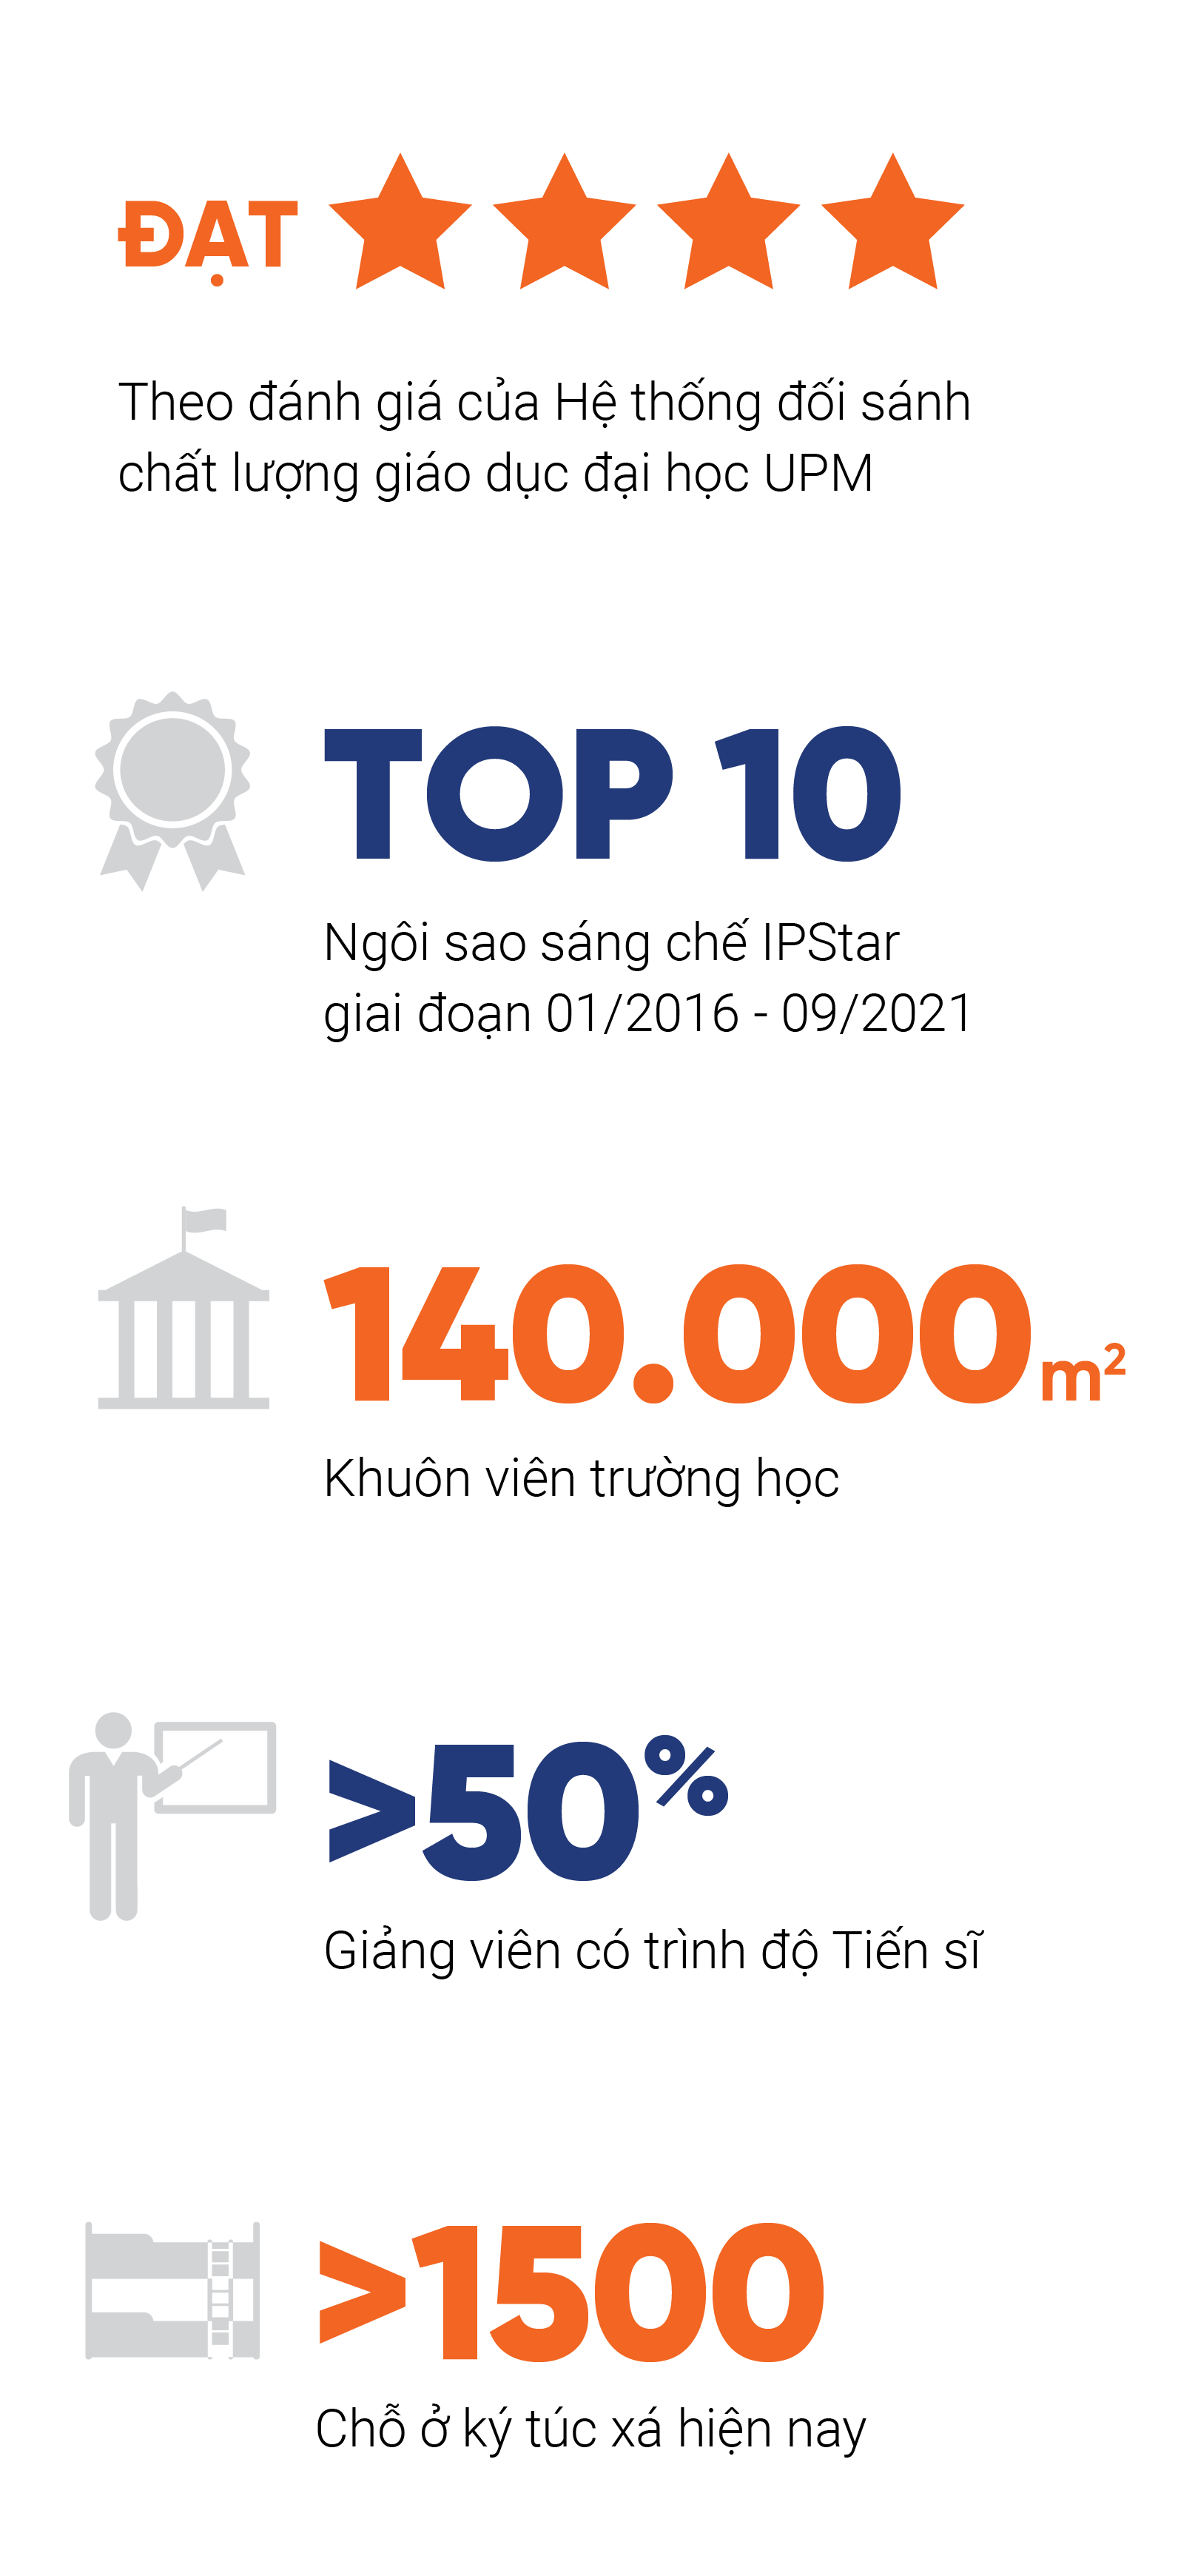 ĐẠT
Theo đánh giá của Hệ thống đối sánh
chất lượng giáo dục đại học UPM
TOP 10
Ngôi sao sáng chế IPStar
giai đoạn 01/2016 - 09/2021
140.000 m²
Khuôn viên trường học
>50%
Giảng viên có trình độ Tiến sĩ
>1500
Chỗ ở ký túc xá hiện nay